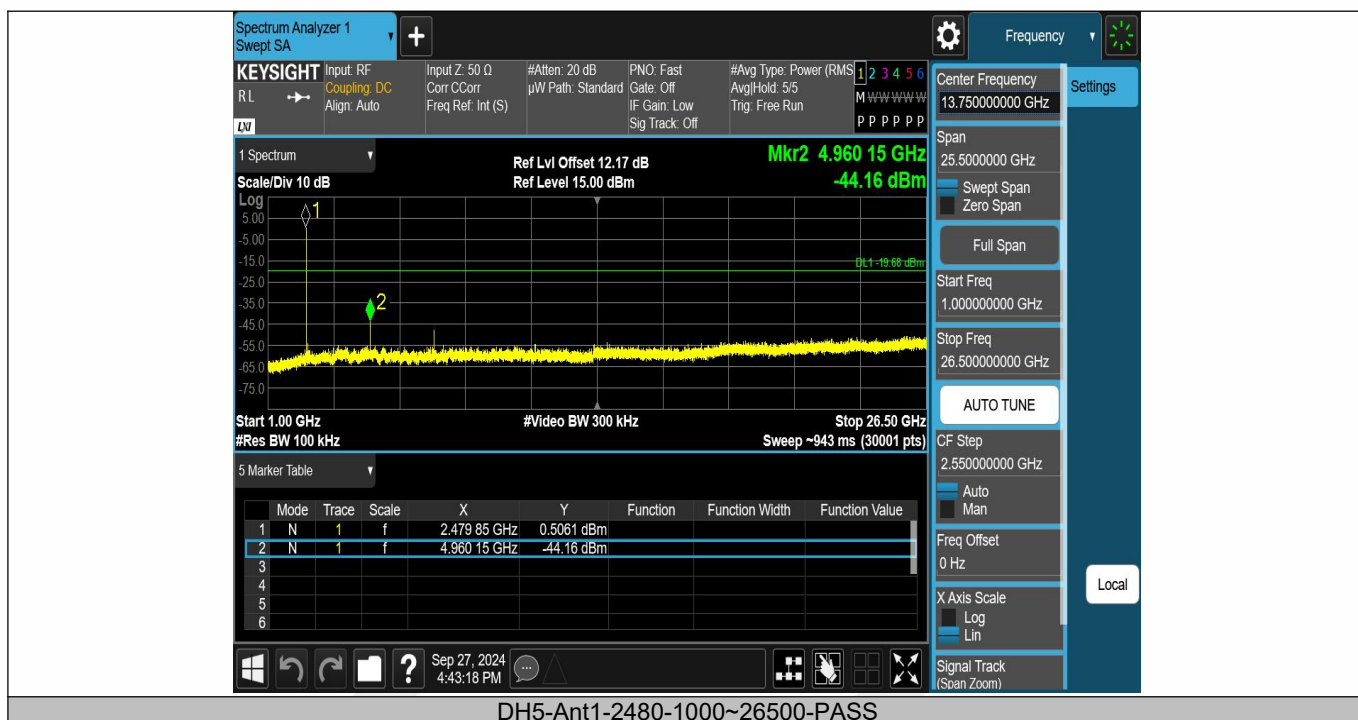 Spectrum Analyzer 1
Swept SA
+
Frequency
KEYSIGHT
RL
LXI
Input: RF
Coupling: DC
Align: Auto
Input Z: 50 Ω
Corr CCorr
Freq Ref: Int (S)
#Atten: 20 dB
µW Path: Standard
PNO: Fast
Gate: Off
IF Gain: Low
Sig Track: Off
#Avg Type: Power (RMS
Avg|Hold: 5/5
Trig: Free Run
1 2 3 4 5 6
M W W W W W
P P P P P P
1 Spectrum
Scale/Div 10 dB
Ref Lvl Offset 12.17 dB
Ref Level 15.00 dBm
Mkr2 4.960 15 GHz
-44.16 dBm
Log
5.00
-5.00
-15.0
-25.0
-35.0
-45.0
-55.0
-65.0
-75.0
1
2
DL1 -19.68 dBm
Start 1.00 GHz
#Video BW 300 kHz
Stop 26.50 GHz
#Res BW 100 kHz
Sweep ~943 ms (30001 pts)
5 Marker Table
Mode Trace Scale X Y Function Function Width Function Value
1 N 1 f 2.479 85 GHz 0.5061 dBm
2 N 1 f 4.960 15 GHz -44.16 dBm
3
4
5
6
?
Sep 27, 2024
4:43:18 PM
Center Frequency
13.750000000 GHz
Settings
Span
25.5000000 GHz
Swept Span
Zero Span
Full Span
Start Freq
1.000000000 GHz
Stop Freq
26.500000000 GHz
AUTO TUNE
CF Step
2.550000000 GHz
Auto
Man
Freq Offset
0 Hz
Local
X Axis Scale
Log
Lin
Signal Track
(Span Zoom)
DH5-Ant1-2480-1000~26500-PASS